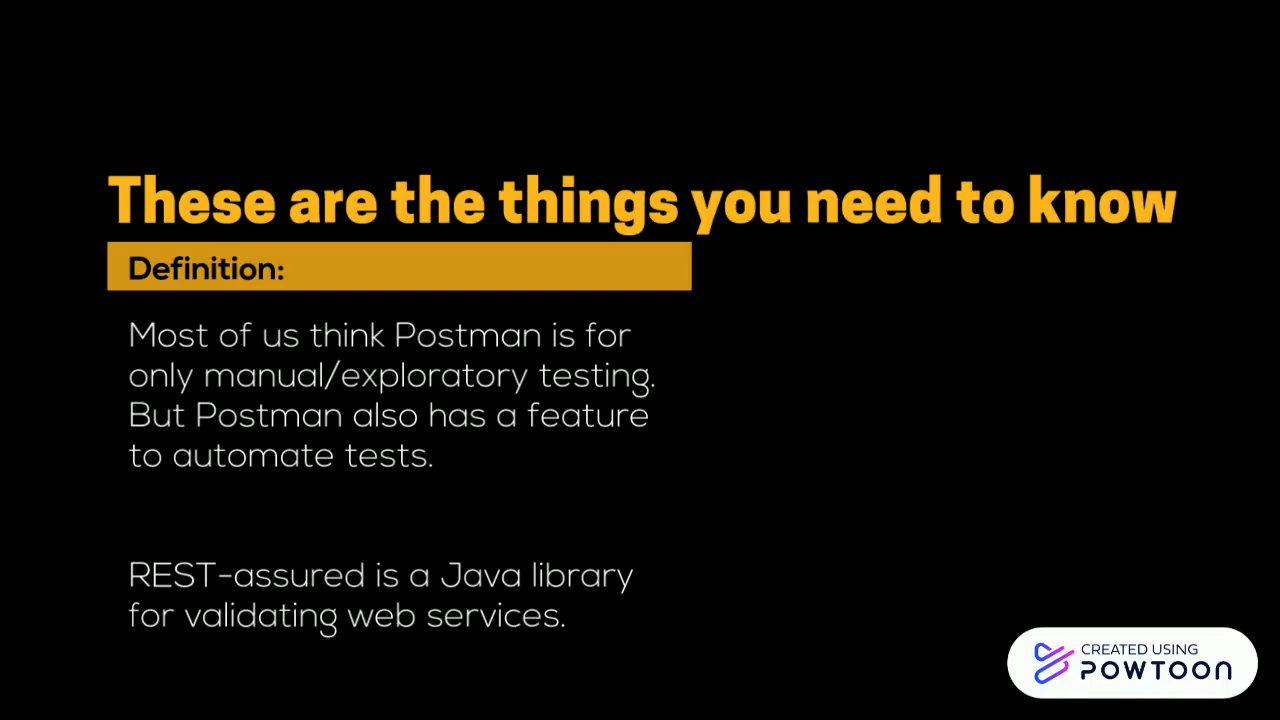 These are the things you need to know
Definition:
Most of us think Postman is for
only manual/exploratory testing.
But Postman also has a feature
to automate tests.
REST-assured is a Java library
for validating web services.
CREATED USING
POWTOON